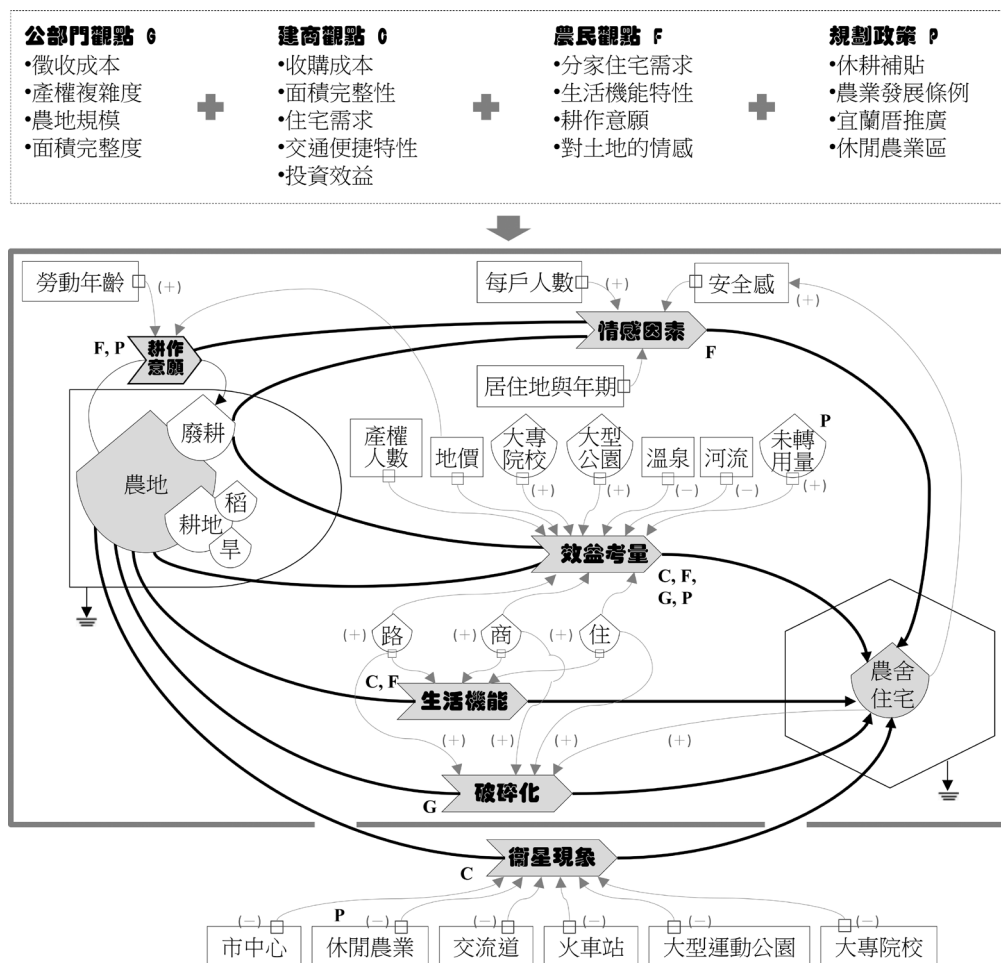 公部門觀點 G
•徵收成本
•產權複雜度
•農地規模
•面積完整度
建商觀點 C
•收購成本
•面積完整性
•住宅需求
•交通便捷特性
•投資效益
農民觀點 F
•分家住宅需求
•生活機能特性
•耕作意願
•對土地的情感
規劃政策 P
•休耕補貼
•農業發展條例
•宜蘭厝推廣
•休閒農業區
勞動年齡
(+)
每戶人數
(+)
安全感
(+)
F, P
耕作
意願
情感因素
F
居住地與年期
廢耕
農地
耕地
稻
旱
產權
人數
地價
大專
院校
(+)
大型
公園
(+)
溫泉
(−)
河流
(−)
未轉
用量
P
(+)
效益考量
C, F,
G, P
(+)
路
(+)
商
(+)
住
農舍
住宅
C, F
生活機能
(+)
(+)
(+)
(+)
破碎化
G
衛星現象
C
(−)
P
(−)
(−)
(−)
(−)
(−)
市中心
休閒農業
交流道
火車站
大型運動公園
大專院校